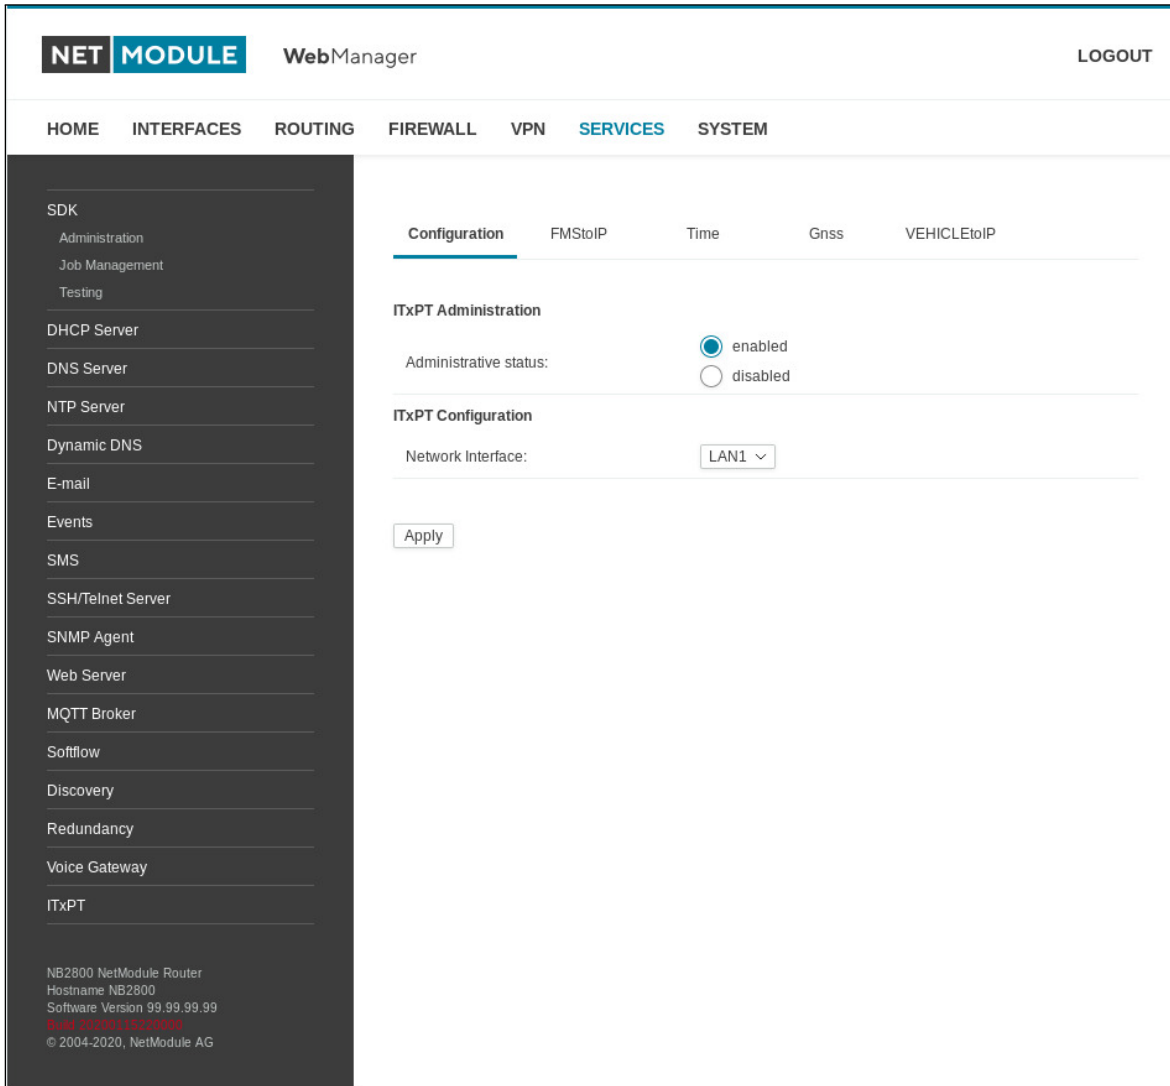 NET MODULE WebManager LOGOUT
HOME INTERFACES ROUTING FIREWALL VPN SERVICES SYSTEM
SDK
Administration
Job Management
Testing
DHCP Server
DNS Server
NTP Server
Dynamic DNS
E-mail
Events
SMS
SSH/Telnet Server
SNMP Agent
Web Server
MQTT Broker
Softflow
Discovery
Redundancy
Voice Gateway
ITxPT
NB2800 NetModule Router
Hostname NB2800
Software Version 99.99.99.99
Build
© 2004-2020, NetModule AG
Configuration FMStoIP Time Gnss VEHICLEtoIP
ITxPT Administration
Administrative status:
enabled
disabled
ITxPT Configuration
Network Interface: LAN1
Apply